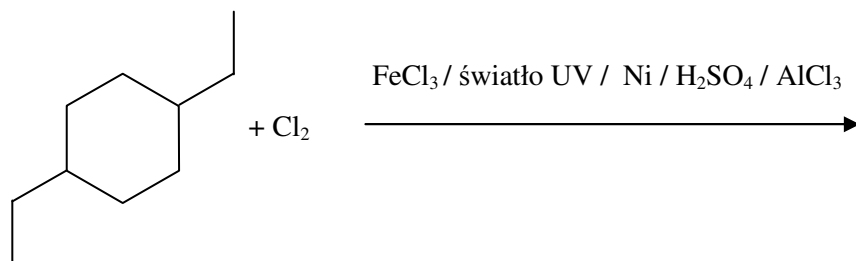 FeCl₃ / światło UV / Ni / H₂SO₄ / AlCl₃
+ Cl₂